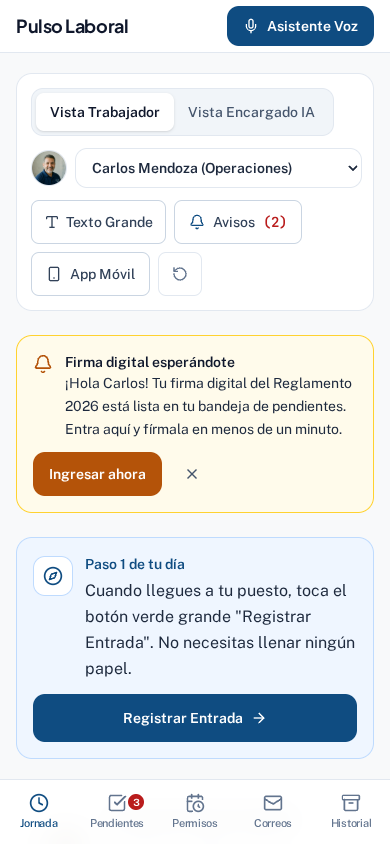 Pulso Laboral
Asistente Voz
Vista Trabajador
Vista Encargado IA
Carlos Mendoza (Operaciones)
Texto Grande
Avisos (2)
App Móvil
Firma digital esperándote
¡Hola Carlos! Tu firma digital del Reglamento
2026 está lista en tu bandeja de pendientes.
Entra aquí y fírmala en menos de un minuto.
Ingresar ahora
Paso 1 de tu día
Cuando llegues a tu puesto, toca el
botón verde grande "Registrar
Entrada". No necesitas llenar ningún
papel.
Registrar Entrada
3
Jornada
Pendientes
Permisos
Correos
Historial